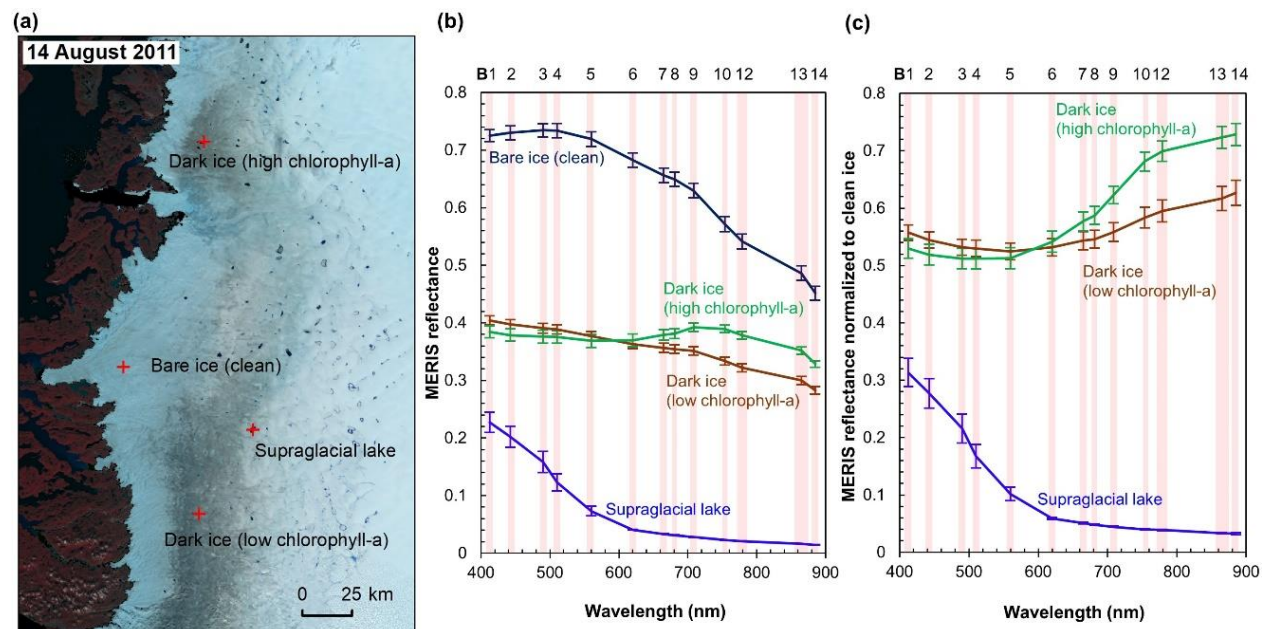 (a)
14 August 2011
Dark ice (high chlorophyll-a)
Bare ice (clean)
Supraglacial lake
Dark ice (low chlorophyll-a)
0 25 km
(b)
B1 2 3 4 5 6 7 8 9 10 12 13 14
0.8
0.7
0.6
0.5
0.4
0.3
0.2
0.1
0
MERIS reflectance
Bare ice (clean)
Dark ice
(high chlorophyll-a)
Dark ice
(low chlorophyll-a)
Supraglacial lake
400 500 600 700 800 900
Wavelength (nm)
(c)
B1 2 3 4 5 6 7 8 9 10 12 13 14
0.8
0.7
0.6
0.5
0.4
0.3
0.2
0.1
0
MERIS reflectance normalized to clean ice
Dark ice
(high chlorophyll-a)
Dark ice
(low chlorophyll-a)
Supraglacial lake
400 500 600 700 800 900
Wavelength (nm)